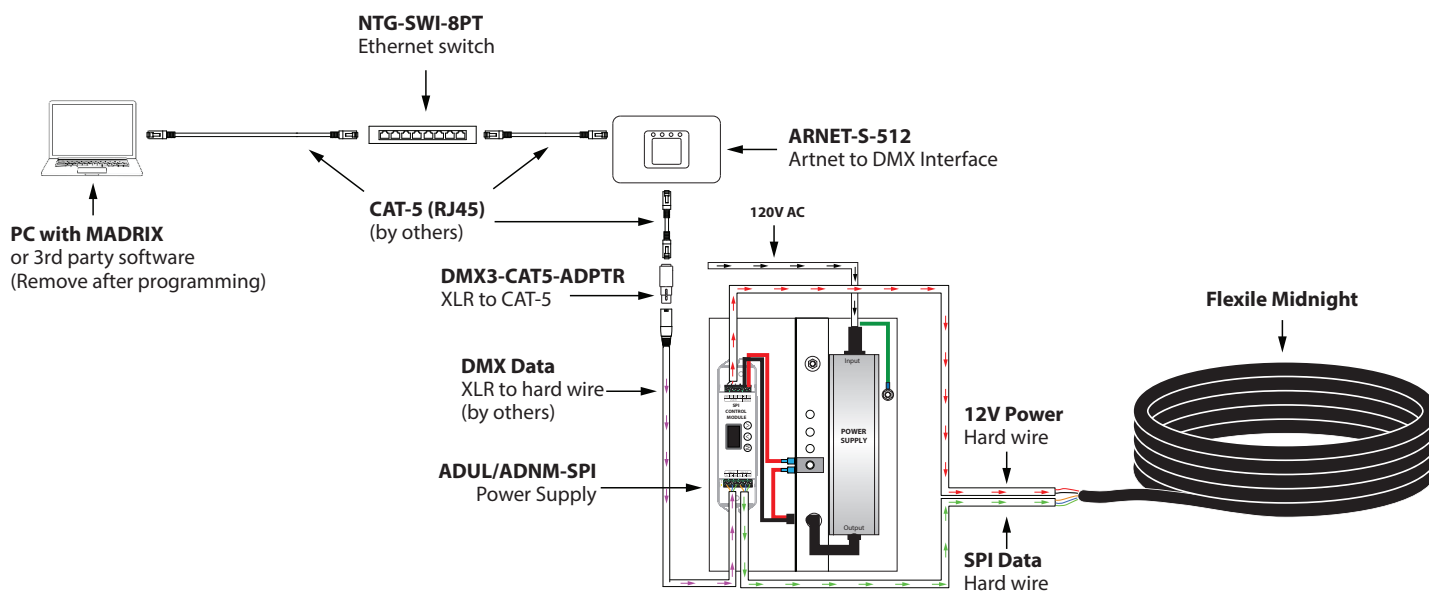 NTG-SWI-8PT
Ethernet switch
ARNET-S-512
Artnet to DMX Interface
CAT-5 (RJ45)
(by others)
PC with MADRIX
or 3rd party software
(Remove after programming)
120V AC
DMX3-CAT5-ADPTR
XLR to CAT-5
Flexile Midnight
DMX Data
XLR to hard wire
(by others)
Input
SPI
CONTROL
MODULE
POWER
SUPPLY
12V Power
Hard wire
ADUL/ADNM-SPI
Power Supply
Output
SPI Data
Hard wire